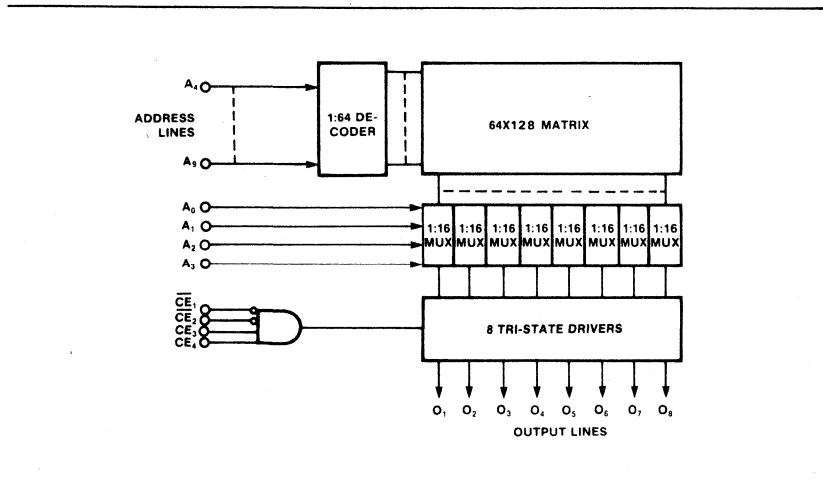 A₄
ADDRESS
LINES
A₉
1:64 DE-
CODER
64X128 MATRIX
A₀
A₁
A₂
A₃
1:16 MUX 1:16 MUX 1:16 MUX 1:16 MUX 1:16 MUX 1:16 MUX 1:16 MUX 1:16 MUX
C̅E̅₁
C̅E̅₂
CE₃
CE₄
8 TRI-STATE DRIVERS
O₁ O₂ O₃ O₄ O₅ O₆ O₇ O₈
OUTPUT LINES